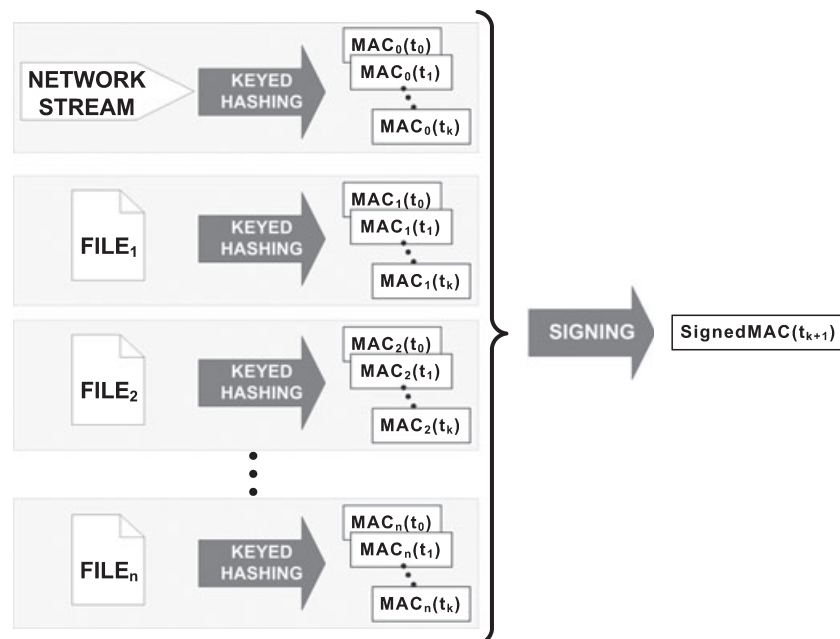 NETWORK
STREAM
KEYED
HASHING
MAC₀(t₀)
MAC₀(t₁)
MAC₀(tₖ)
FILE₁
KEYED
HASHING
MAC₁(t₀)
MAC₁(t₁)
MAC₁(tₖ)
FILE₂
KEYED
HASHING
MAC₂(t₀)
MAC₂(t₁)
MAC₂(tₖ)
FILEₙ
KEYED
HASHING
MACₙ(t₀)
MACₙ(t₁)
MACₙ(tₖ)
SIGNING
SignedMAC(tₖ₊₁)